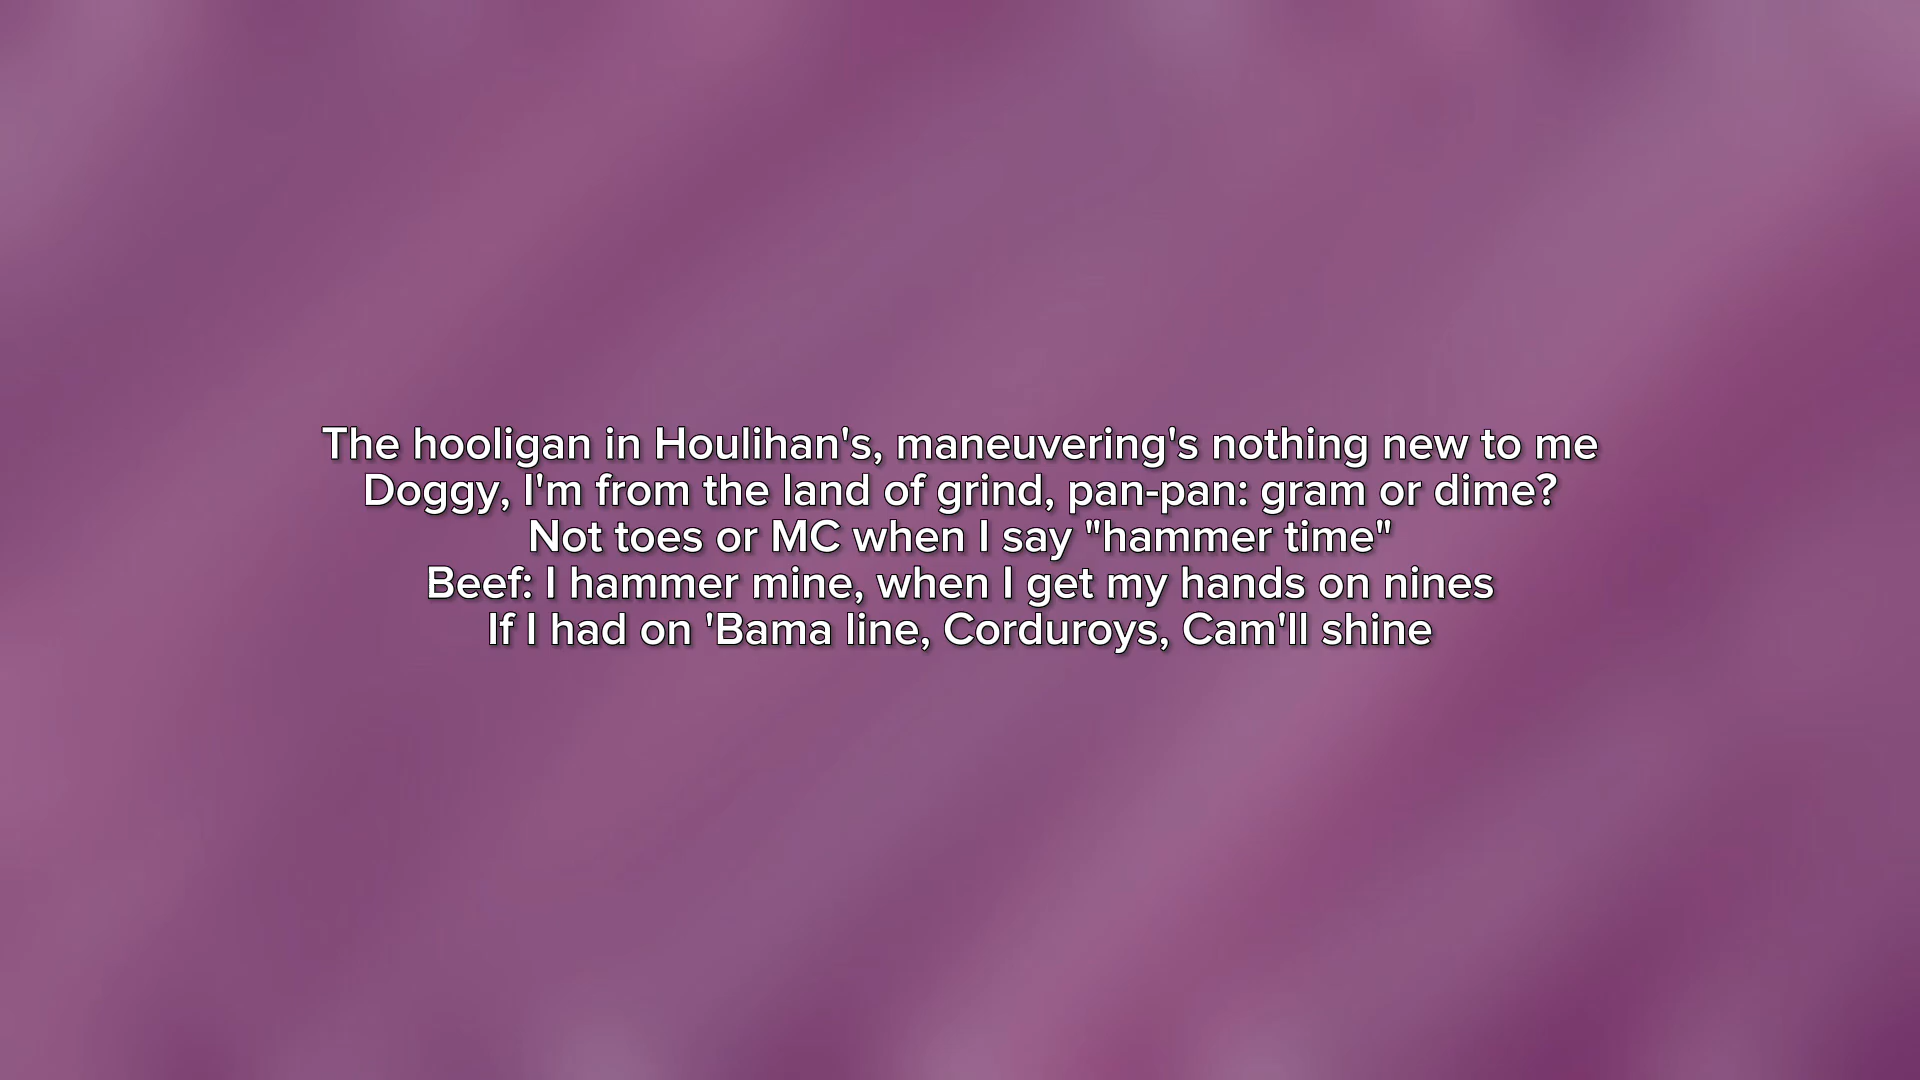 The hooligan in Houlihan's, maneuvering's nothing new to me
Doggy, I'm from the land of grind, pan-pan: gram or dime?
Not toes or MC when I say "hammer time"
Beef: I hammer mine, when I get my hands on nines
If I had on 'Bama line, Corduroys, Cam'll shine